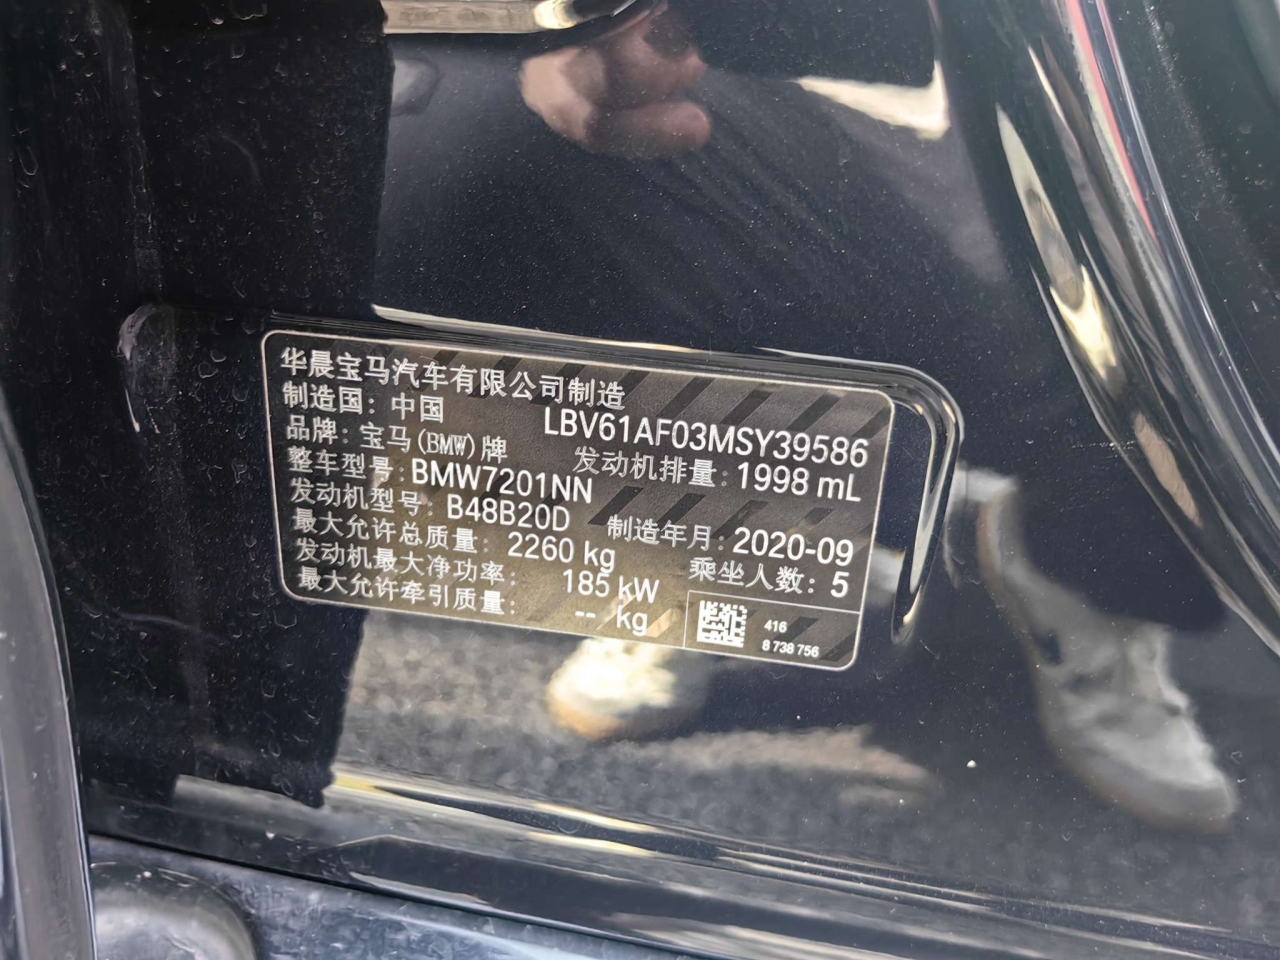 华晨宝马汽车有限公司制造
制造国：中国 LBV61AF03MSY39586
品牌：宝马(BMW)牌 发动机排量：1998 mL
整车型号：BMW7201NN
发动机型号：B48B20D 制造年月：2020-09
最大允许总质量：2260 kg 乘坐人数：5
发动机最大净功率：185 kW
最大允许牵引质量：-- kg
416
8 738 756